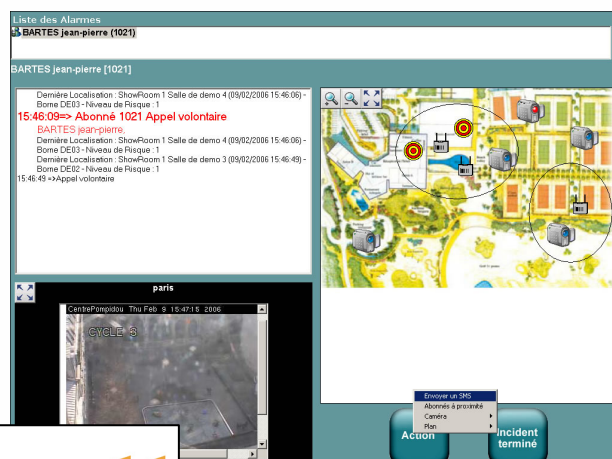 Liste des Alarmes
BARTES jean-pierre (1021)
BARTES jean-pierre [1021]
Dernière Localisation : ShowRoom 1 Salle de demo 4 (09/02/2006 15:46:06) -
Borne DE03 - Niveau de Risque : 1
15:46:09=> Abonné 1021 Appel volontaire
BARTES jean-pierre.
Dernière Localisation : ShowRoom 1 Salle de demo 4 (09/02/2006 15:46:06) -
Borne DE03 - Niveau de Risque : 1
Dernière Localisation : ShowRoom 1 Salle de demo 3 (09/02/2006 15:46:49) -
Borne DE02 - Niveau de Risque : 1
15:46:49 =>Appel volontaire
paris
CentrePompidou Thu Feb 9 15:47:15 2006
CYCLE 3
Envoyer un SMS
Abonnés à proximité
Caméra
Plan
Action
Incident
terminé